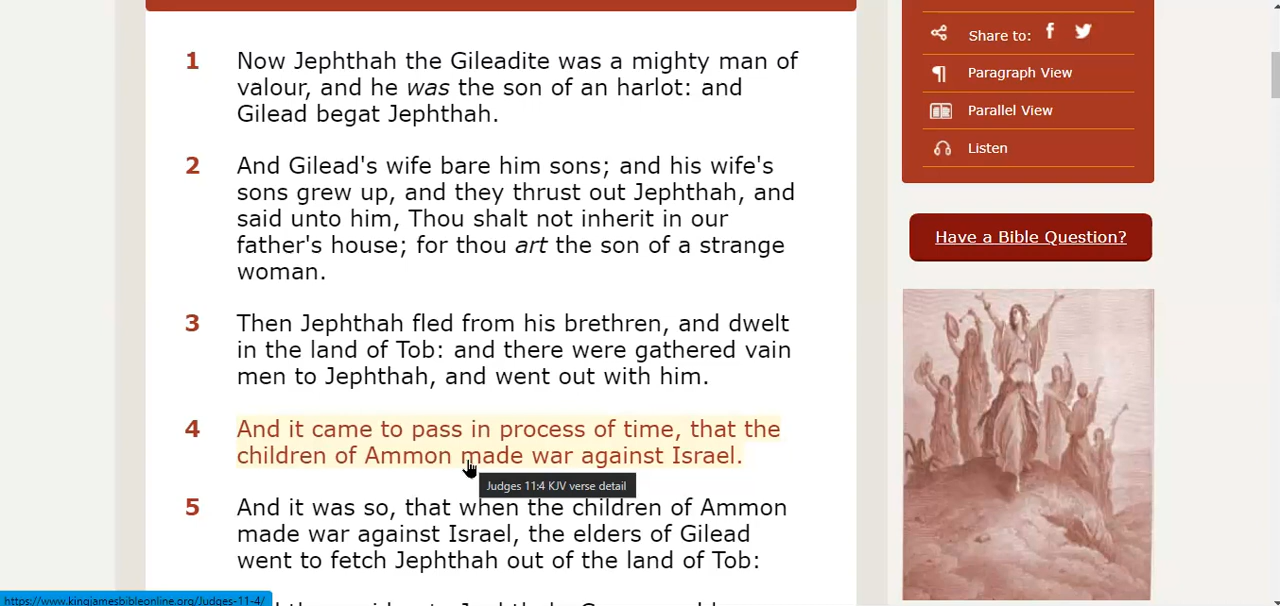 1 Now Jephthah the Gileadite was a mighty man of
valour, and he was the son of an harlot: and
Gilead begat Jephthah.
2 And Gilead's wife bare him sons; and his wife's
sons grew up, and they thrust out Jephthah, and
said unto him, Thou shalt not inherit in our
father's house; for thou art the son of a strange
woman.
3 Then Jephthah fled from his brethren, and dwelt
in the land of Tob: and there were gathered vain
men to Jephthah, and went out with him.
4 And it came to pass in process of time, that the
children of Ammon made war against Israel.
Judges 11:4 KJV verse detail
5 And it was so, that when the children of Ammon
made war against Israel, the elders of Gilead
went to fetch Jephthah out of the land of Tob:
https://www.kingjamesbibleonline.org/Judges-11-4/
Share to:
Paragraph View
Parallel View
Listen
Have a Bible Question?